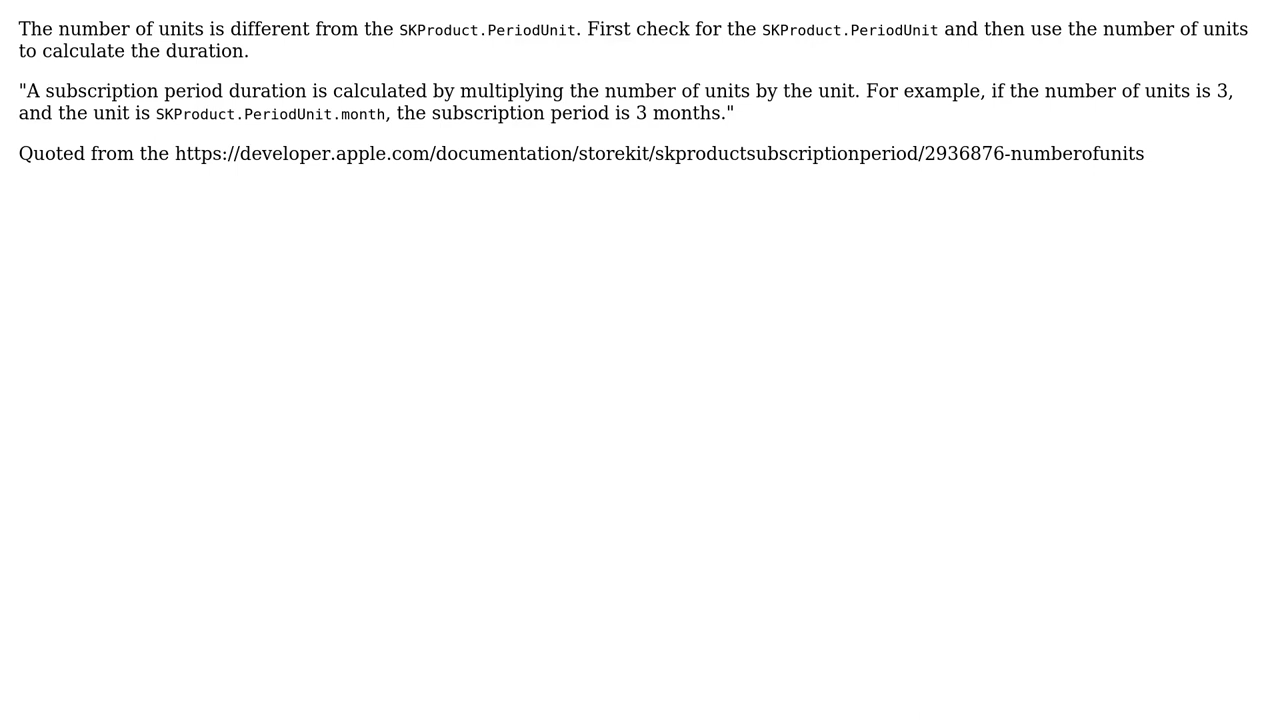 The number of units is different from the SKProduct.PeriodUnit. First check for the SKProduct.PeriodUnit and then use the number of units
to calculate the duration.
"A subscription period duration is calculated by multiplying the number of units by the unit. For example, if the number of units is 3,
and the unit is SKProduct.PeriodUnit.month, the subscription period is 3 months."
Quoted from the https://developer.apple.com/documentation/storekit/skproductsubscriptionperiod/2936876-numberofunits